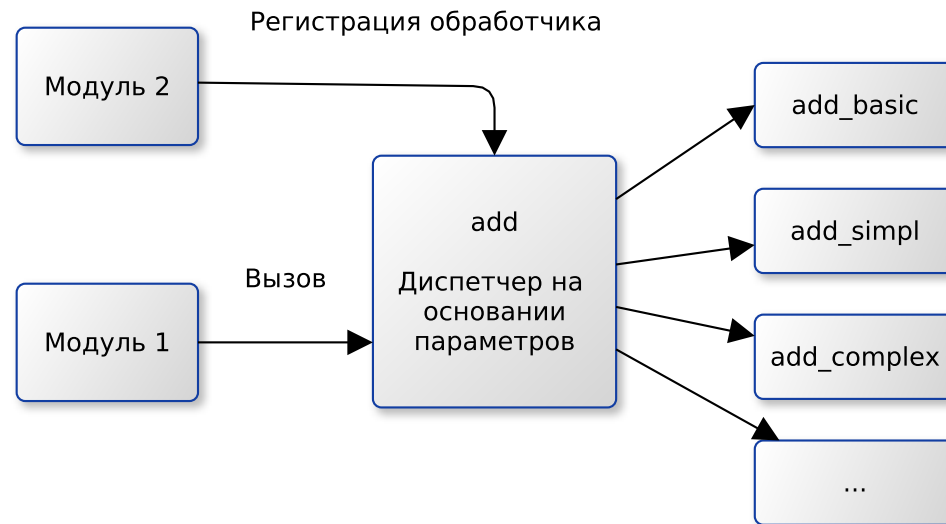 Регистрация обработчика
Модуль 2
add_basic
add
add_simpl
Вызов
Диспетчер на
основании
параметров
Модуль 1
add_complex
...